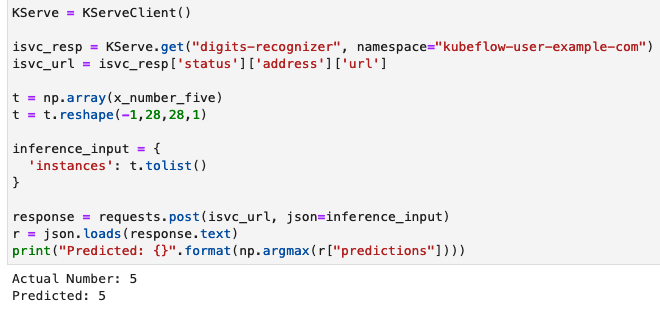 KServe = KServeClient()
isvc_resp = KServe.get("digits-recognizer", namespace="kubeflow-user-example-com")
isvc_url = isvc_resp['status']['address']['url']
t = np.array(x_number_five)
t = t.reshape(-1,28,28,1)
inference_input = {
  'instances': t.tolist()
}
response = requests.post(isvc_url, json=inference_input)
r = json.loads(response.text)
print("Predicted: {}".format(np.argmax(r["predictions"])))
Actual Number: 5
Predicted: 5